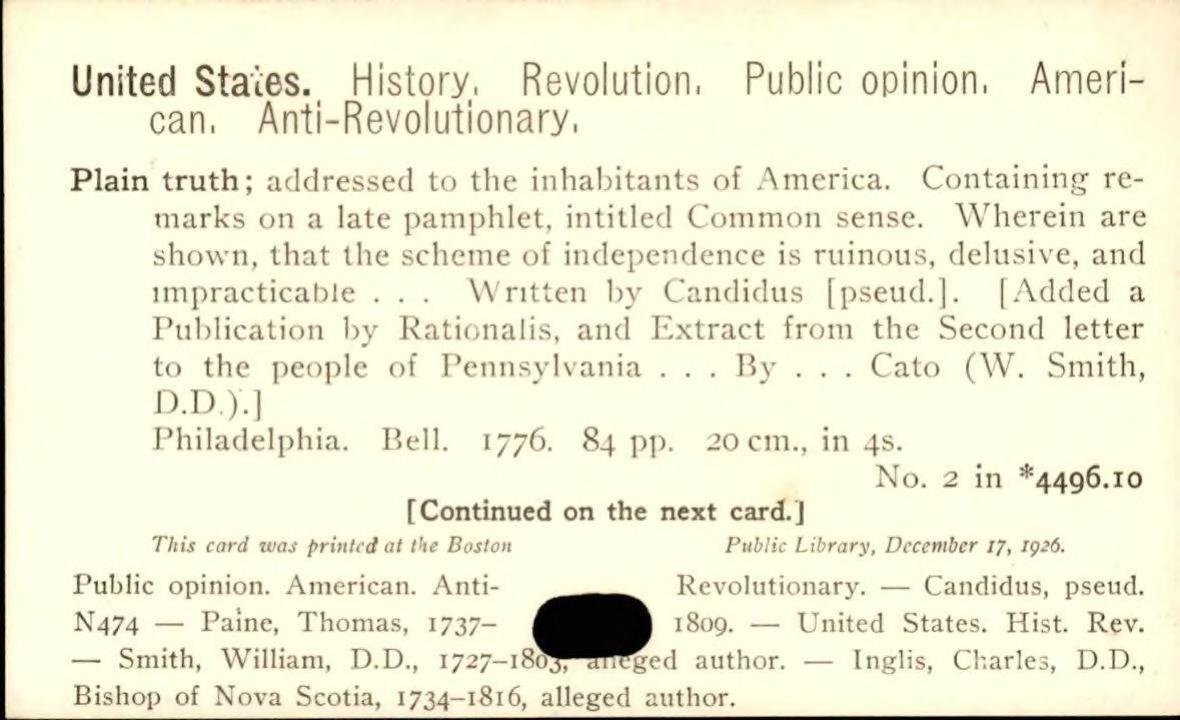 United States. History. Revolution. Public opinion. Ameri-
can. Anti-Revolutionary.
Plain truth; addressed to the inhabitants of America. Containing re-
marks on a late pamphlet, intitled Common sense. Wherein are
shown, that the scheme of independence is ruinous, delusive, and
impracticable . . . Written by Candidus [pseud.]. [Added a
Publication by Rationalis, and Extract from the Second letter
to the people of Pennsylvania . . . By . . . Cato (W. Smith,
D.D.).]
Philadelphia. Bell. 1776. 84 pp. 20 cm., in 4s.
No. 2 in *4496.10
[Continued on the next card.]
This card was printed at the Boston Public Library, December 17, 1926.
Public opinion. American. Anti-Revolutionary. — Candidus, pseud.
N474 — Paine, Thomas, 1737–1809. — United States. Hist. Rev.
— Smith, William, D.D., 1727–1803, alleged author. — Inglis, Charles, D.D.,
Bishop of Nova Scotia, 1734–1816, alleged author.